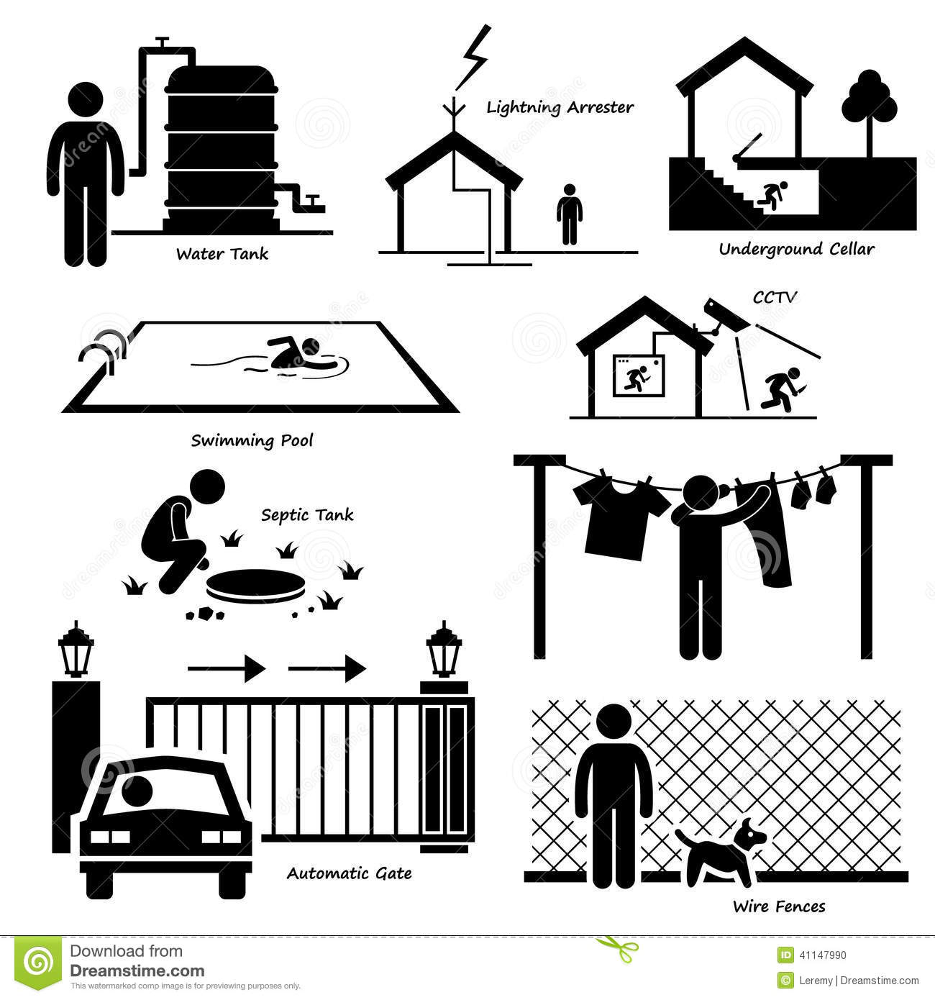 Lightning Arrester
Water Tank
Underground Cellar
CCTV
Swimming Pool
Septic Tank
Automatic Gate
Wire Fences
Download from
Dreamstime.com
This watermarked comp image is for previewing purposes only.
ID 41147990
© Leremy | Dreamstime.com
dreamstime